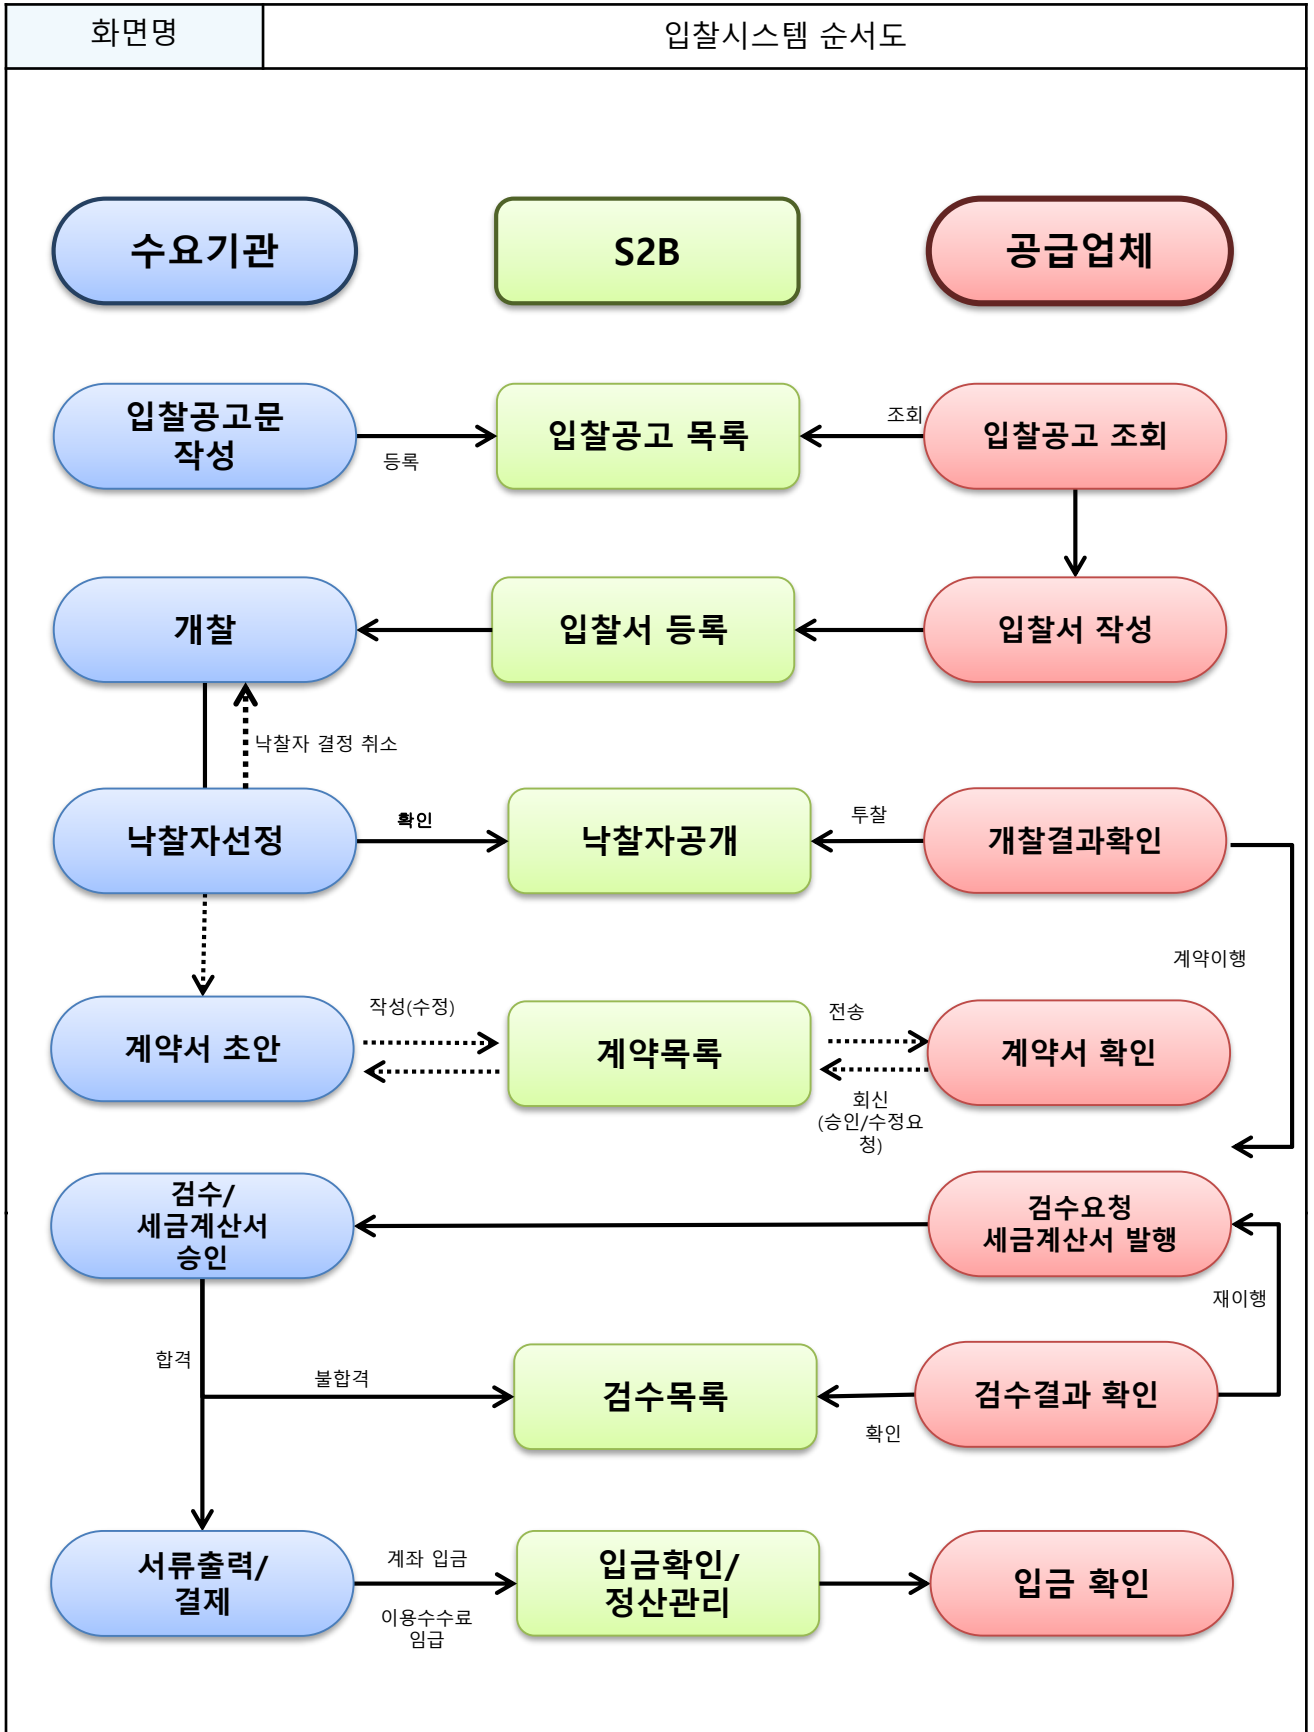 화면명
입찰시스템 순서도
수요기관
S2B
공급업체
입찰공고문
작성
등록
입찰공고 목록
조회
입찰공고 조회
개찰
입찰서 등록
입찰서 작성
낙찰자 결정 취소
낙찰자선정
확인
낙찰자공개
투찰
개찰결과확인
계약이행
계약서 초안
작성(수정)
계약목록
전송
회신
(승인/수정요
청)
계약서 확인
검수/
세금계산서
승인
검수요청
세금계산서 발행
재이행
합격
불합격
검수목록
확인
검수결과 확인
서류출력/
결제
계좌 입금
이용수수료
임급
입금확인/
정산관리
입금 확인